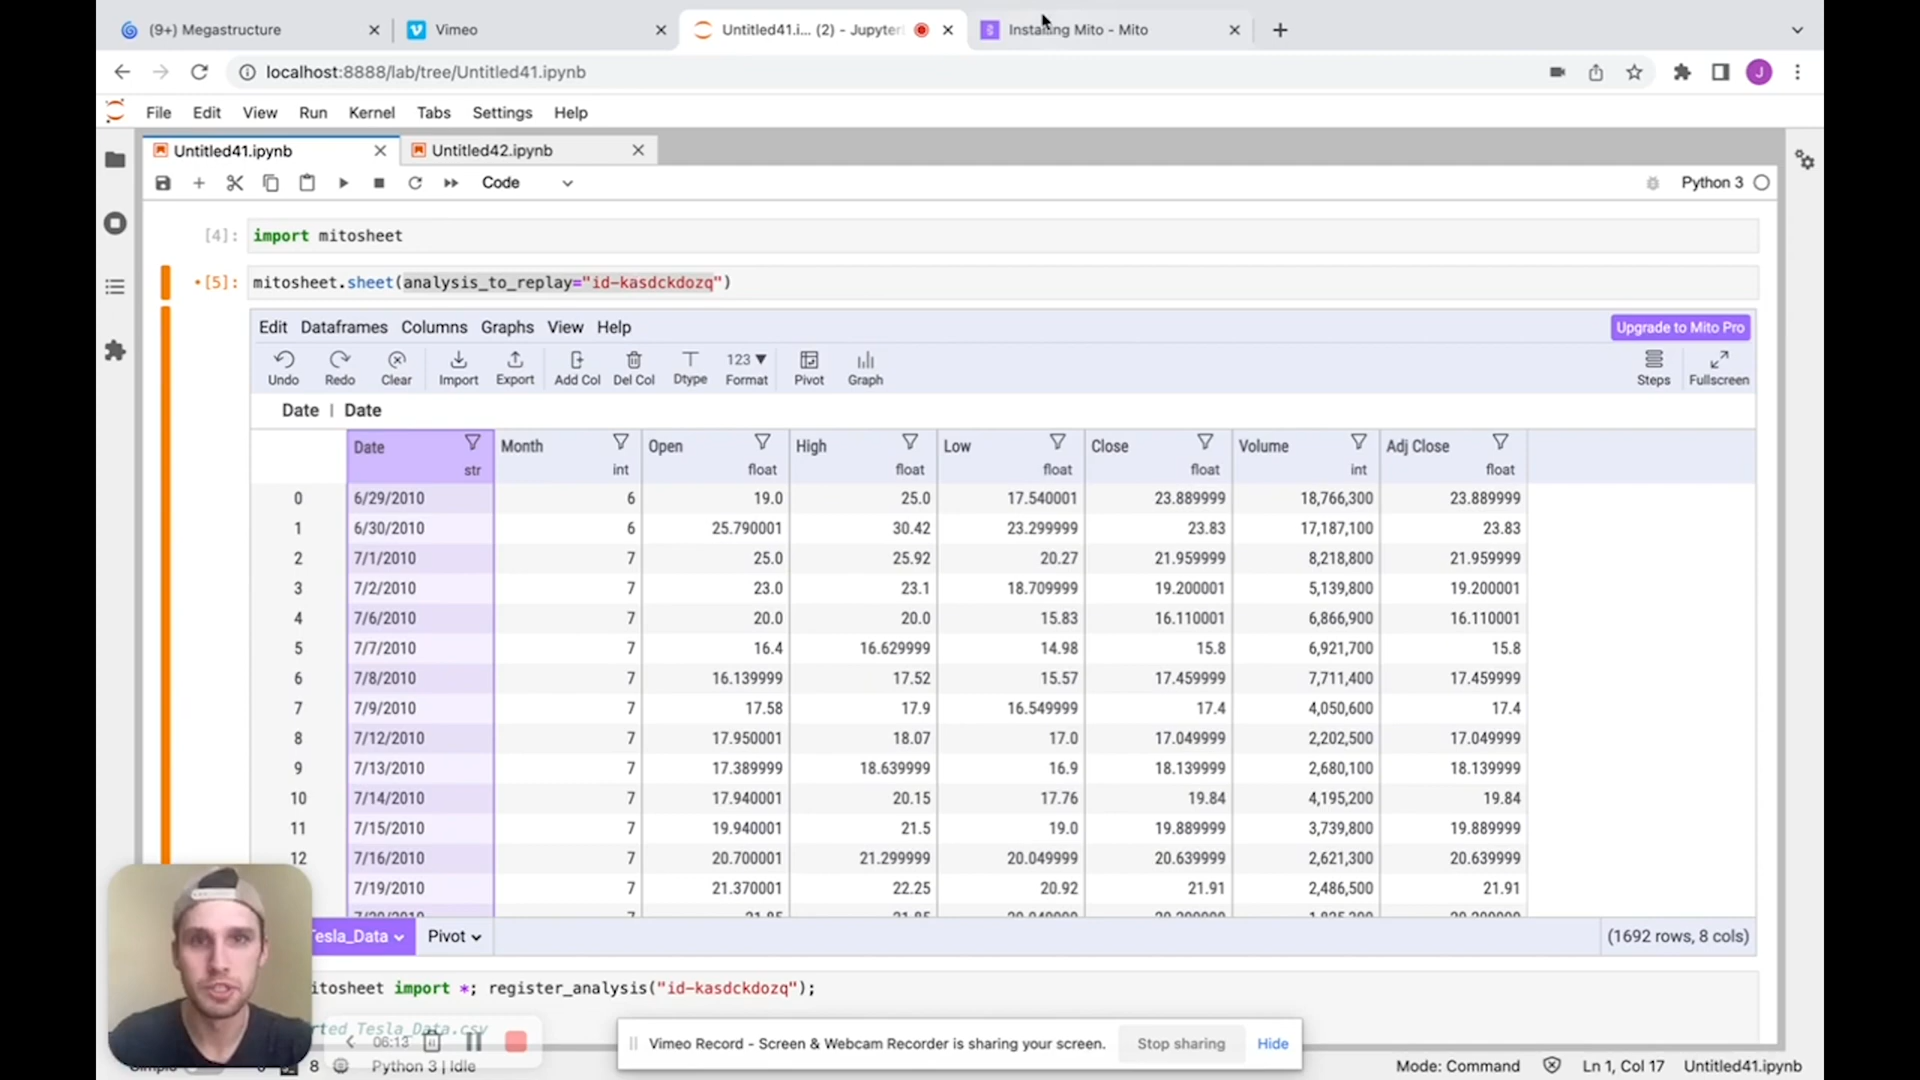 (9+) Megastructure
Vimeo
Untitled41.i... (2) - Jupyter
Installing Mito - Mito
localhost:8888/lab/tree/Untitled41.ipynb
J
File Edit View Run Kernel Tabs Settings Help
Untitled41.ipynb
Untitled42.ipynb
Code
Python 3
[4]: import mitosheet
[5]: mitosheet.sheet(analysis_to_replay="id-kasdckdozq")
Edit Dataframes Columns Graphs View Help
Upgrade to Mito Pro
123
Undo Redo Clear Import Export Add Col Del Col Dtype Format Pivot Graph Steps Fullscreen
Date | Date
Date Month Open High Low Close Volume Adj Close
str int float float float float int float
0 6/29/2010 6 19.0 25.0 17.540001 23.889999 18,766,300 23.889999
1 6/30/2010 6 25.790001 30.42 23.299999 23.83 17,187,100 23.83
2 7/1/2010 7 25.0 25.92 20.27 21.959999 8,218,800 21.959999
3 7/2/2010 7 23.0 23.1 18.709999 19.200001 5,139,800 19.200001
4 7/6/2010 7 20.0 20.0 15.83 16.110001 6,866,900 16.110001
5 7/7/2010 7 16.4 16.629999 14.98 15.8 6,921,700 15.8
6 7/8/2010 7 16.139999 17.52 15.57 17.459999 7,711,400 17.459999
7 7/9/2010 7 17.58 17.9 16.549999 17.4 4,050,600 17.4
8 7/12/2010 7 17.950001 18.07 17.0 17.049999 2,202,500 17.049999
9 7/13/2010 7 17.389999 18.639999 16.9 18.139999 2,680,100 18.139999
10 7/14/2010 7 17.940001 20.15 17.76 19.84 4,195,200 19.84
11 7/15/2010 7 19.940001 21.5 19.0 19.889999 3,739,800 19.889999
12 7/16/2010 7 20.700001 21.299999 20.049999 20.639999 2,621,300 20.639999
7/19/2010 7 21.370001 22.25 20.92 21.91 2,486,500 21.91
Tesla_Data
Pivot
(1692 rows, 8 cols)
itosheet import *; register_analysis("id-kasdckdozq");
rted Tesla_Data.csv
06:13
Vimeo Record - Screen & Webcam Recorder is sharing your screen.
Stop sharing
Hide
8
Python 3 | Idle
Mode: Command
Ln 1, Col 17
Untitled41.ipynb